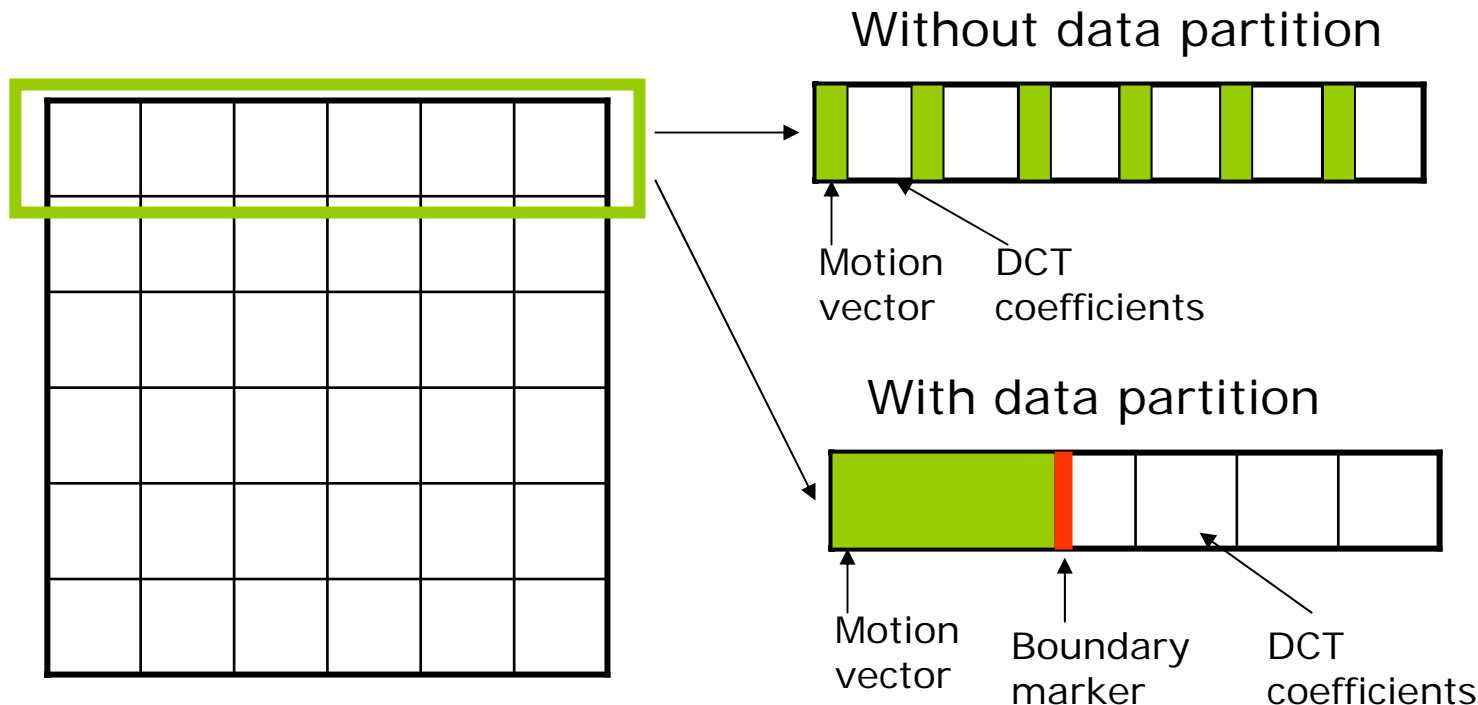 Without data partition
Motion
vector
DCT
coefficients
With data partition
Motion
vector
Boundary
marker
DCT
coefficients